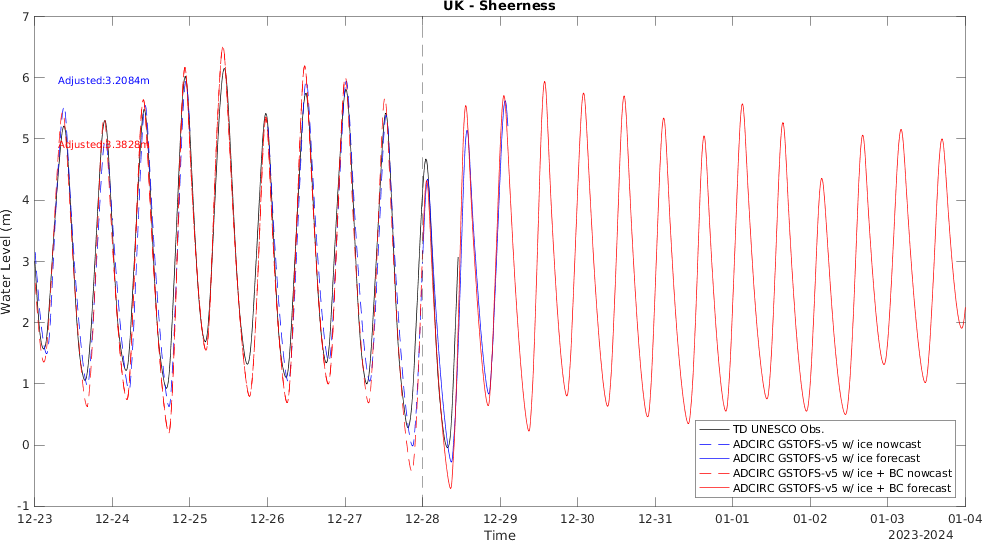 UK - Sheerness
7
6
5
4
3
2
1
0
-1
Water Level (m)
Adjusted:3.2084m
Adjusted:3.3828m
TD UNESCO Obs.
ADCIRC GSTOFS-v5 w/ ice nowcast
ADCIRC GSTOFS-v5 w/ ice forecast
ADCIRC GSTOFS-v5 w/ ice + BC nowcast
ADCIRC GSTOFS-v5 w/ ice + BC forecast
12-23 12-24 12-25 12-26 12-27 12-28 12-29 12-30 12-31 01-01 01-02 01-03 01-04
Time
2023-2024